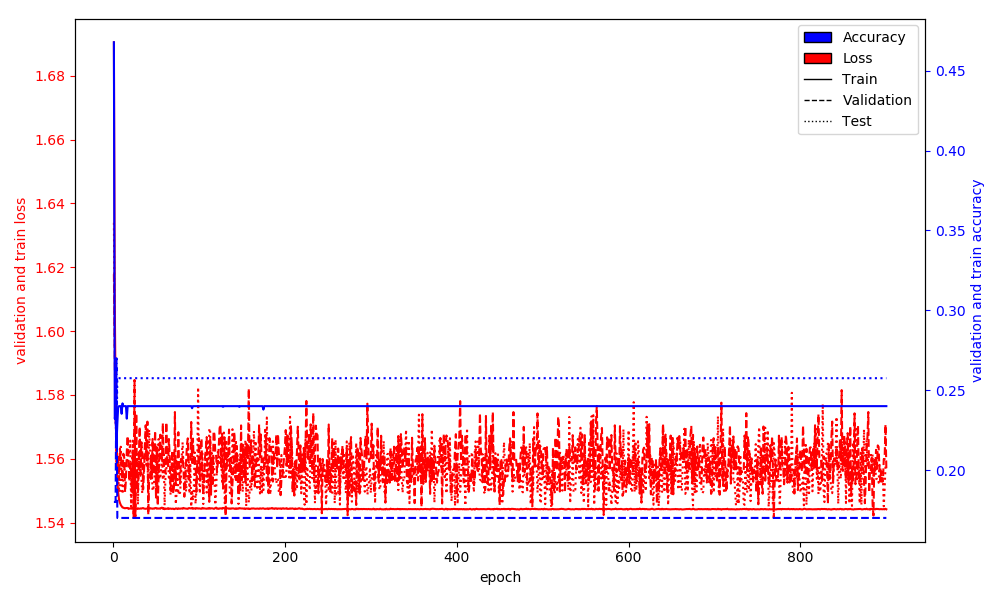 Accuracy
Loss
Train
Validation
Test
validation and train loss
1.68
1.66
1.64
1.62
1.60
1.58
1.56
1.54
0.45
0.40
0.35
0.30
0.25
0.20
validation and train accuracy
0
200
400
600
800
epoch